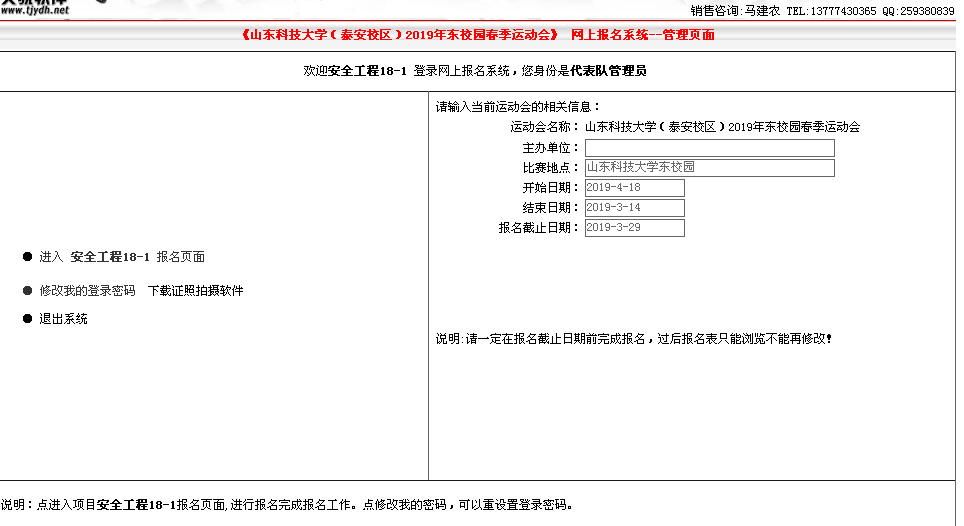 www.tjydh.net
销售咨询:马建农 TEL:13777430365 QQ:259380839
《山东科技大学（泰安校区）2019年东校园春季运动会》 网上报名系统--管理页面
欢迎安全工程18-1 登录网上报名系统，您身份是代表队管理员
● 进入 安全工程18-1 报名页面
● 修改我的登录密码 下载证照拍摄软件
● 退出系统
请输入当前运动会的相关信息：
运动会名称： 山东科技大学（泰安校区）2019年东校园春季运动会
主办单位：
比赛地点： 山东科技大学东校园
开始日期： 2019-4-18
结束日期： 2019-3-14
报名截止日期： 2019-3-29
说明:请一定在报名截止日期前完成报名，过后报名表只能浏览不能再修改!
说明：点进入项目安全工程18-1报名页面,进行报名完成报名工作。点修改我的密码，可以重设置登录密码。